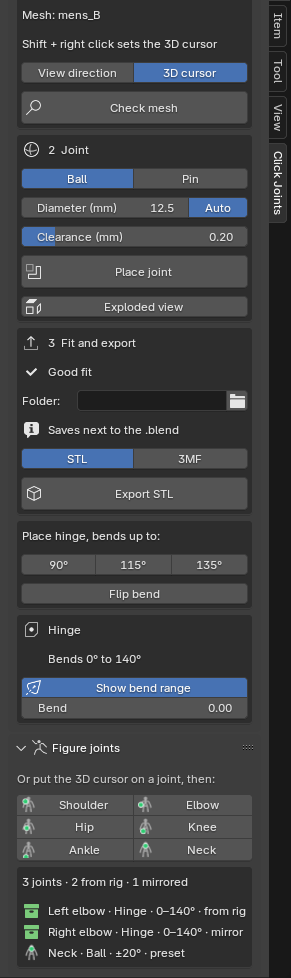 Mesh: mens_B
Shift + right click sets the 3D cursor
View direction 3D cursor
Check mesh
2 Joint
Ball Pin
Diameter (mm) 12.5 Auto
Clearance (mm) 0.20
Place joint
Exploded view
3 Fit and export
Good fit
Folder:
Saves next to the .blend
STL 3MF
Export STL
Place hinge, bends up to:
90° 115° 135°
Flip bend
Hinge
Bends 0° to 140°
Show bend range
Bend 0.00
Figure joints
Or put the 3D cursor on a joint, then:
Shoulder Elbow
Hip Knee
Ankle Neck
3 joints · 2 from rig · 1 mirrored
Left elbow · Hinge · 0–140° · from rig
Right elbow · Hinge · 0–140° · mirror
Neck · Ball · ±20° · preset
Item
Tool
View
Click Joints